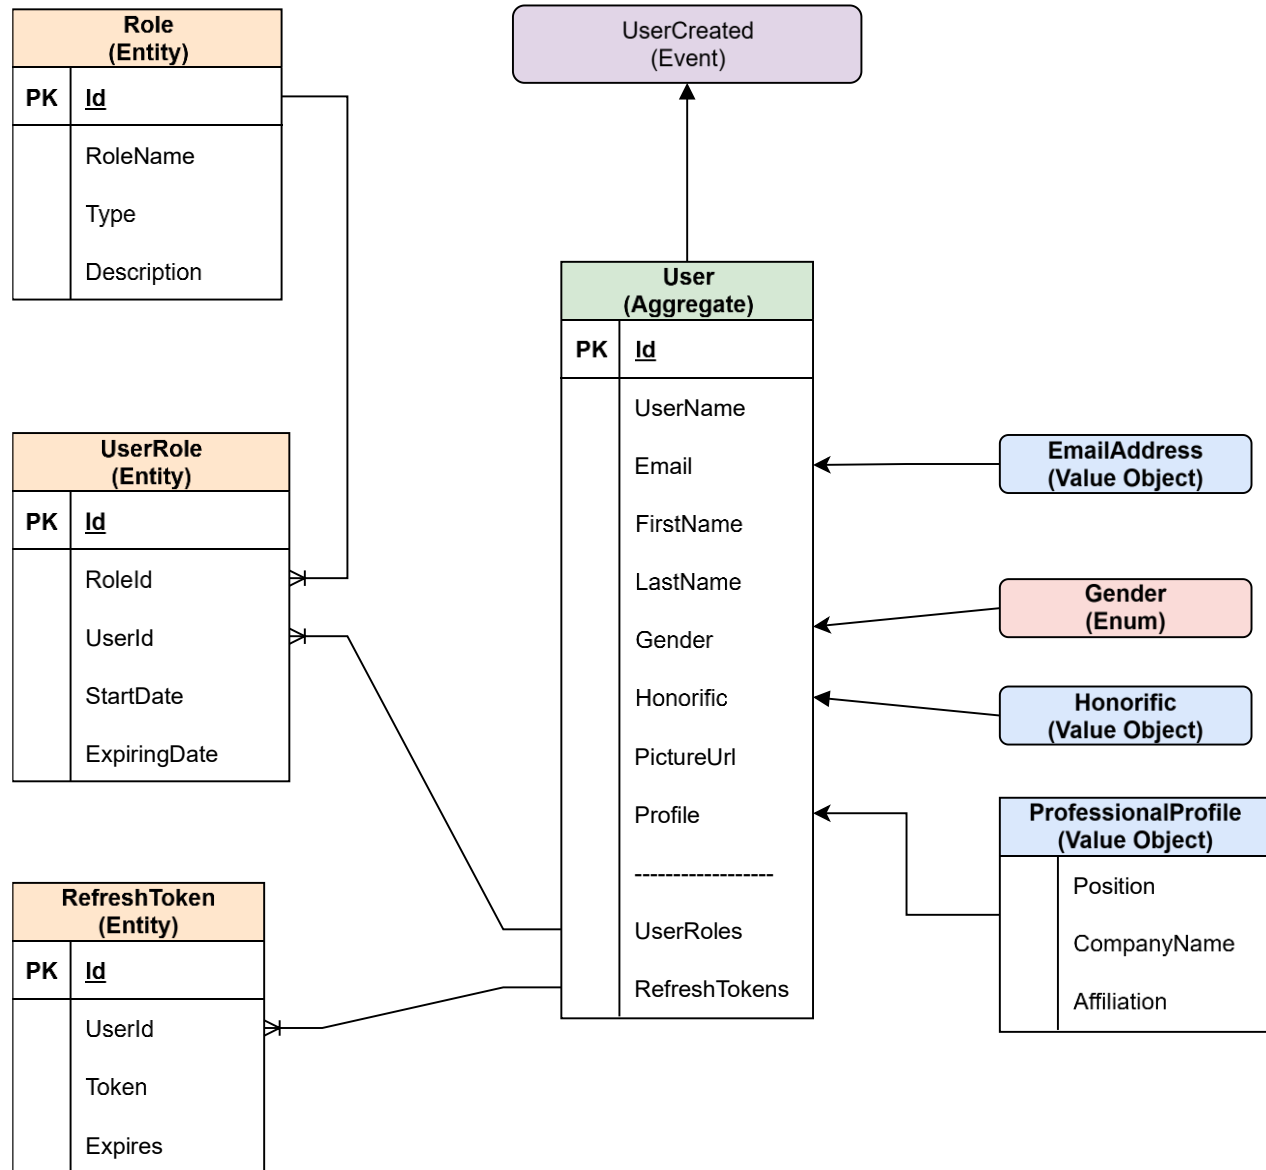 Role
(Entity)
PK Id
RoleName
Type
Description
UserCreated
(Event)
User
(Aggregate)
PK Id
UserName
Email
FirstName
LastName
Gender
Honorific
PictureUrl
Profile
------------------
UserRoles
RefreshTokens
UserRole
(Entity)
PK Id
RoleId
UserId
StartDate
ExpiringDate
RefreshToken
(Entity)
PK Id
UserId
Token
Expires
EmailAddress
(Value Object)
Gender
(Enum)
Honorific
(Value Object)
ProfessionalProfile
(Value Object)
Position
CompanyName
Affiliation